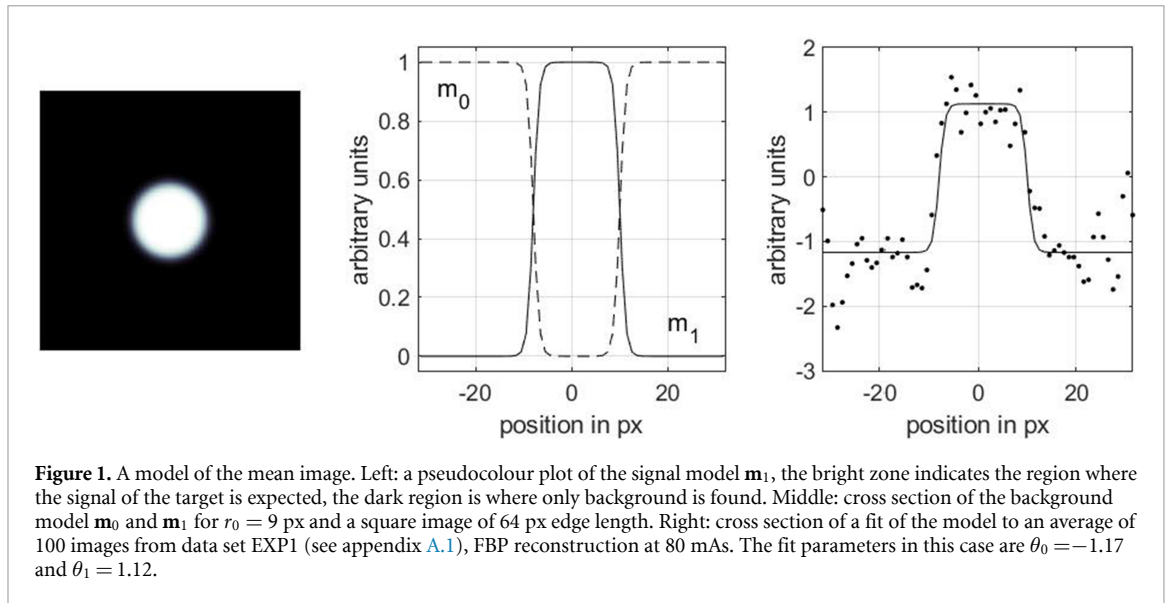 m0
m1
1
0.8
0.6
0.4
0.2
0
-20
0
20
arbitrary units
position in px
2
1
0
-1
-2
-3
-20
0
20
arbitrary units
position in px
Figure 1. A model of the mean image. Left: a pseudocolour plot of the signal model m1, the bright zone indicates the region where
the signal of the target is expected, the dark region is where only background is found. Middle: cross section of the background
model m0 and m1 for r0 = 9 px and a square image of 64 px edge length. Right: cross section of a fit of the model to an average of
100 images from data set EXP1 (see appendix A.1), FBP reconstruction at 80 mAs. The fit parameters in this case are θ0 =−1.17
and θ1 = 1.12.